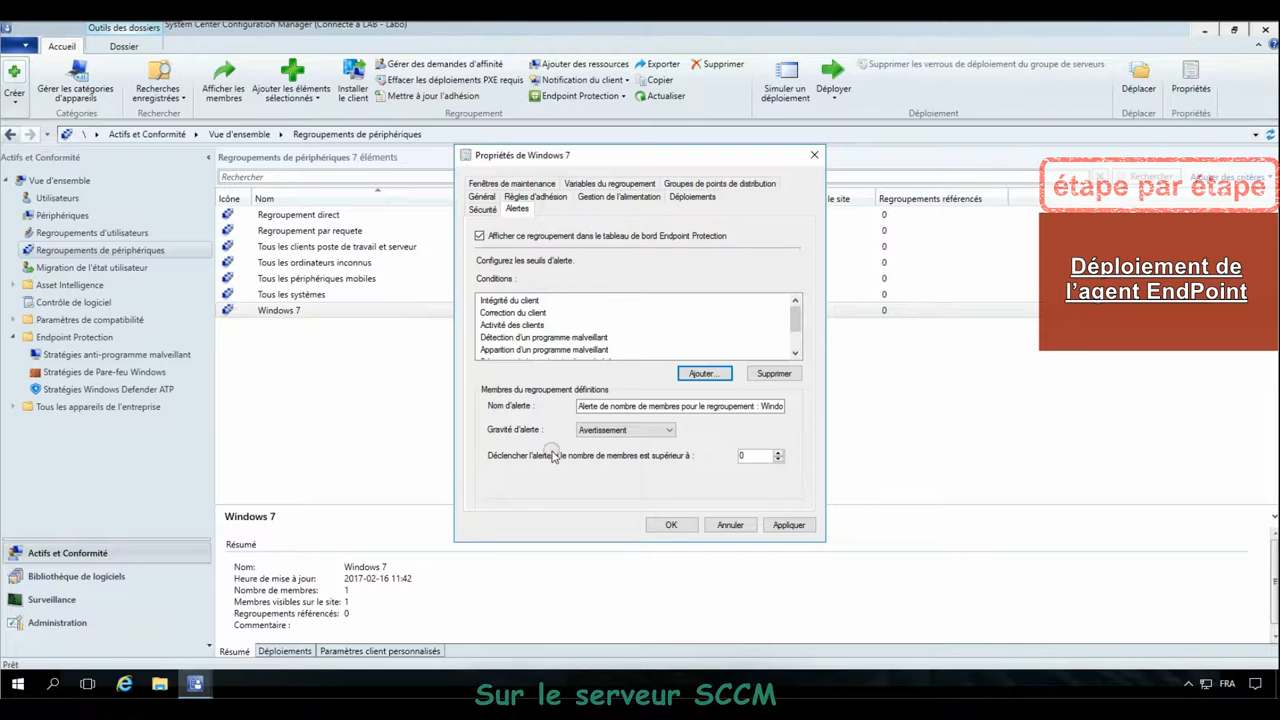 Outils des dossiers
System Center Configuration Manager (Connecté à LAB - Labo)
Accueil
Dossier
Créer
Gérer les catégories
d'appareils
Catégories
Recherches
enregistrées
Rechercher
Afficher les
membres
Ajouter les éléments
sélectionnés
Installer
le client
Gérer des demandes d'affinité
Effacer les déploiements PXE requis
Mettre à jour l'adhésion
Ajouter des ressources
Notification du client
Endpoint Protection
Exporter
Copier
Actualiser
Supprimer
Regroupement
Simuler un
déploiement
Déployer
Supprimer les verrous de déploiement du groupe de serveurs
Déploiement
Déplacer
Déplacer
Propriétés
Propriétés
\ Actifs et Conformité Vue d'ensemble Regroupements de périphériques
Actifs et Conformité
Vue d'ensemble
Utilisateurs
Périphériques
Regroupements d'utilisateurs
Regroupements de périphériques
Migration de l'état utilisateur
Asset Intelligence
Contrôle de logiciel
Paramètres de compatibilité
Endpoint Protection
Stratégies anti-programme malveillant
Stratégies de Pare-feu Windows
Stratégies Windows Defender ATP
Tous les appareils de l'entreprise
Actifs et Conformité
Bibliothèque de logiciels
Surveillance
Administration
Prêt
Regroupements de périphériques 7 éléments
Rechercher
Rechercher
Ajouter des critères
Icône Nom
le site Regroupements référencés
Regroupement direct 0
Regroupement par requete 0
Tous les clients poste de travail et serveur 0
Tous les ordinateurs inconnus 0
Tous les périphériques mobiles 0
Tous les systèmes 0
Windows 7 0
Propriétés de Windows 7
Fenêtres de maintenance Variables du regroupement Groupes de points de distribution
Général Règles d'adhésion Gestion de l'alimentation Déploiements
Sécurité Alertes
Afficher ce regroupement dans le tableau de bord Endpoint Protection
Configurez les seuils d'alerte.
Conditions :
Intégrité du client
Correction du client
Activité des clients
Détection d'un programme malveillant
Apparition d'un programme malveillant
Ajouter...
Supprimer
Membres du regroupement définitions
Nom d'alerte : Alerte de nombre de membres pour le regroupement : Windo
Gravité d'alerte : Avertissement
Déclencher l'alerte le nombre de membres est supérieur à : 0
OK Annuler Appliquer
étape par étape
Déploiement de
l'agent EndPoint
Windows 7
Résumé
Nom: Windows 7
Heure de mise à jour: 2017-02-16 11:42
Nombre de membres: 1
Membres visibles sur le site: 1
Regroupements référencés: 0
Commentaire :
Résumé Déploiements Paramètres client personnalisés
FRA
Sur le serveur SCCM